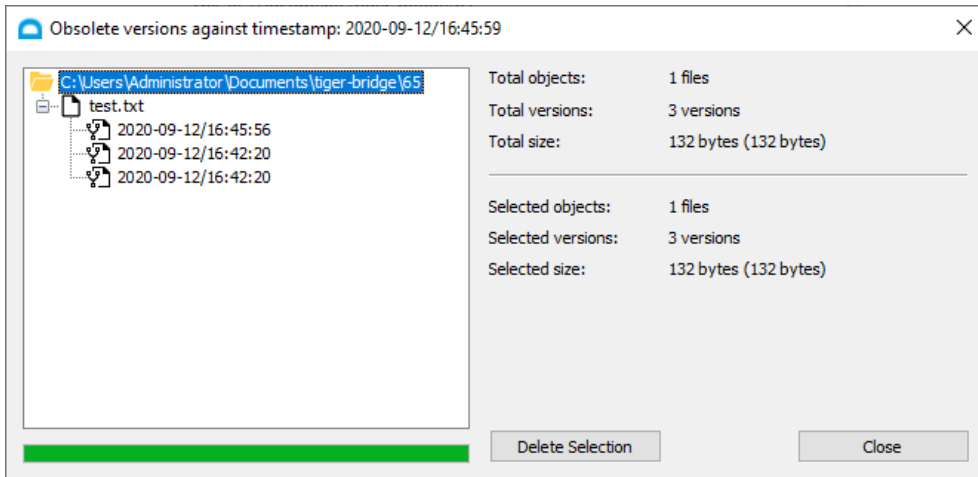 Obsolete versions against timestamp: 2020-09-12/16:45:59
C:\Users\Administrator\Documents\tiger-bridge\65
test.txt
2020-09-12/16:45:56
2020-09-12/16:42:20
2020-09-12/16:42:20
Total objects: 1 files
Total versions: 3 versions
Total size: 132 bytes (132 bytes)
Selected objects: 1 files
Selected versions: 3 versions
Selected size: 132 bytes (132 bytes)
Delete Selection
Close